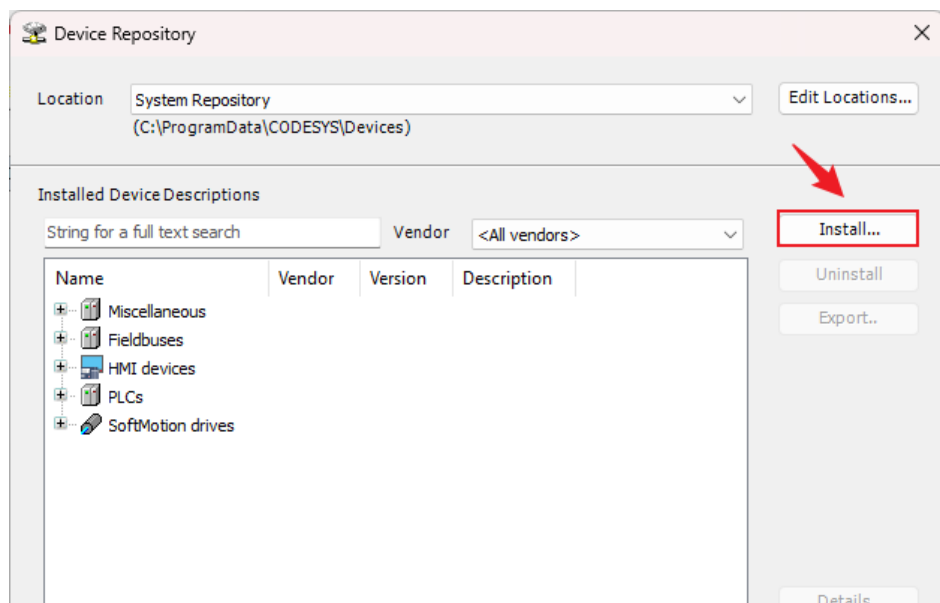 Device Repository
Location System Repository Edit Locations...
(C:\ProgramData\CODESYS\Devices)
Installed Device Descriptions
String for a full text search Vendor <All vendors> Install...
Name Vendor Version Description Uninstall
Miscellaneous Export..
Fieldbuses
HMI devices
PLCs
SoftMotion drives
Details